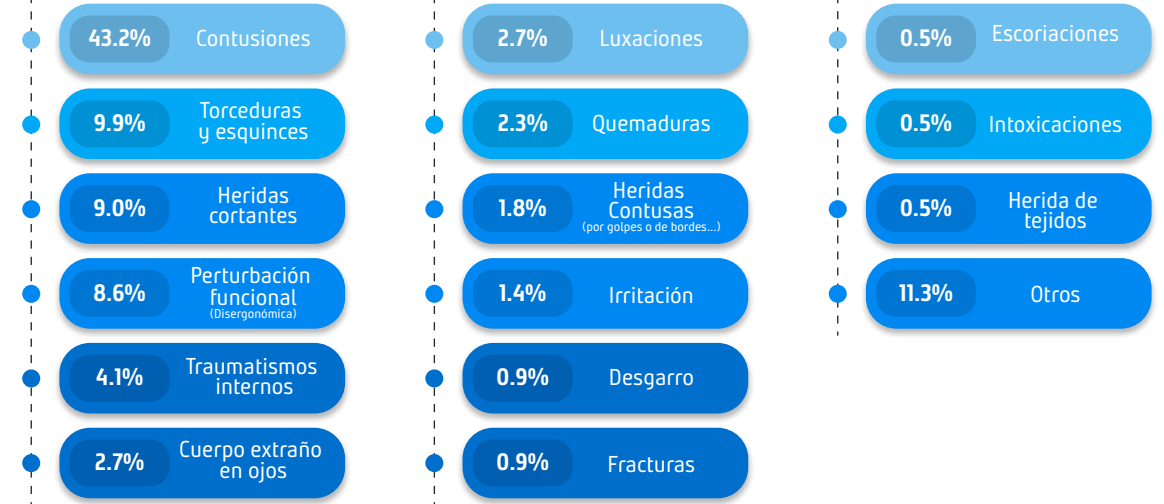 43.2% Contusiones
9.9% Torceduras
y esquinces
9.0% Heridas
cortantes
8.6% Perturbación
funcional
(Disergonómica)
4.1% Traumatismos
internos
2.7% Cuerpo extraño
en ojos
2.7% Luxaciones
2.3% Quemaduras
1.8% Heridas
Contusas
(por golpes o de bordes...)
1.4% Irritación
0.9% Desgarro
0.9% Fracturas
0.5% Escoriaciones
0.5% Intoxicaciones
0.5% Herida de
tejidos
11.3% Otros